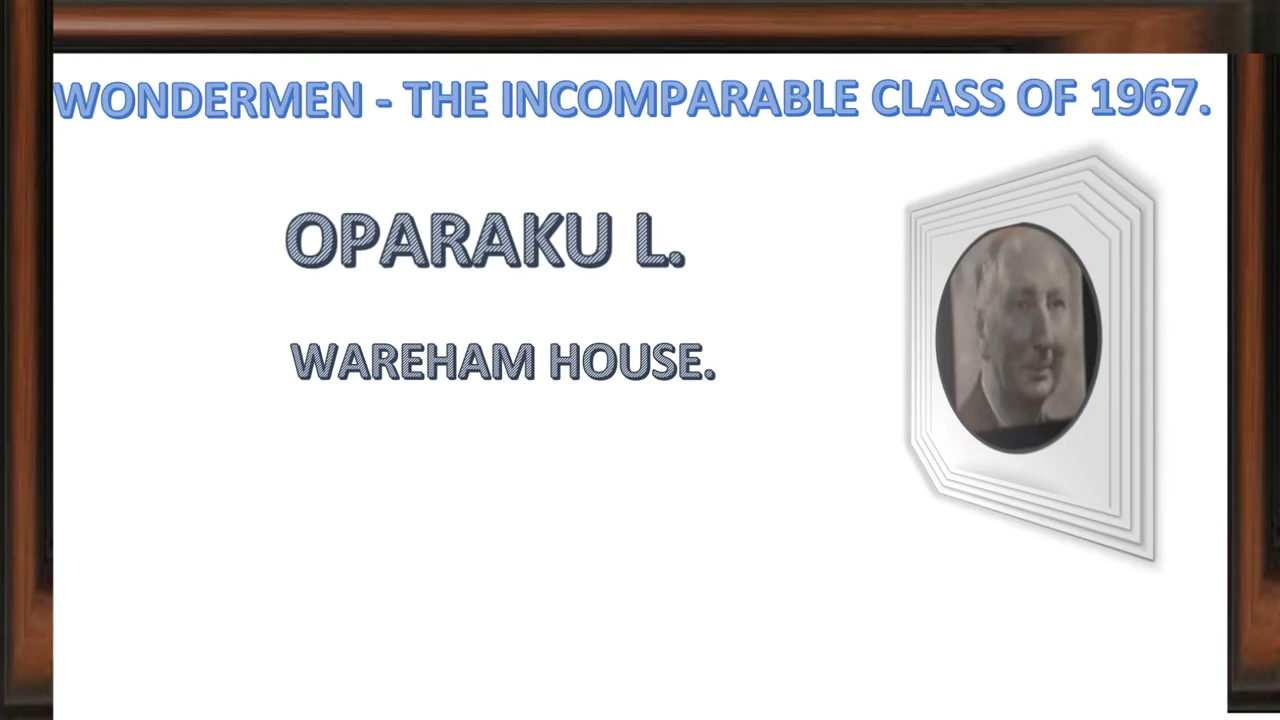 WONDERMEN - THE INCOMPARABLE CLASS OF 1967.
OPARAKU L.
WAREHAM HOUSE.